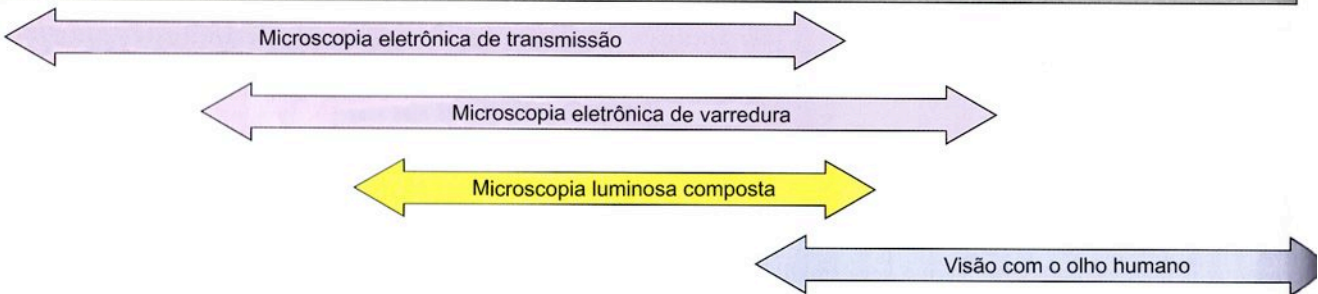 Microscopia eletrônica de transmissão
Microscopia eletrônica de varredura
Microscopia luminosa composta
Visão com o olho humano